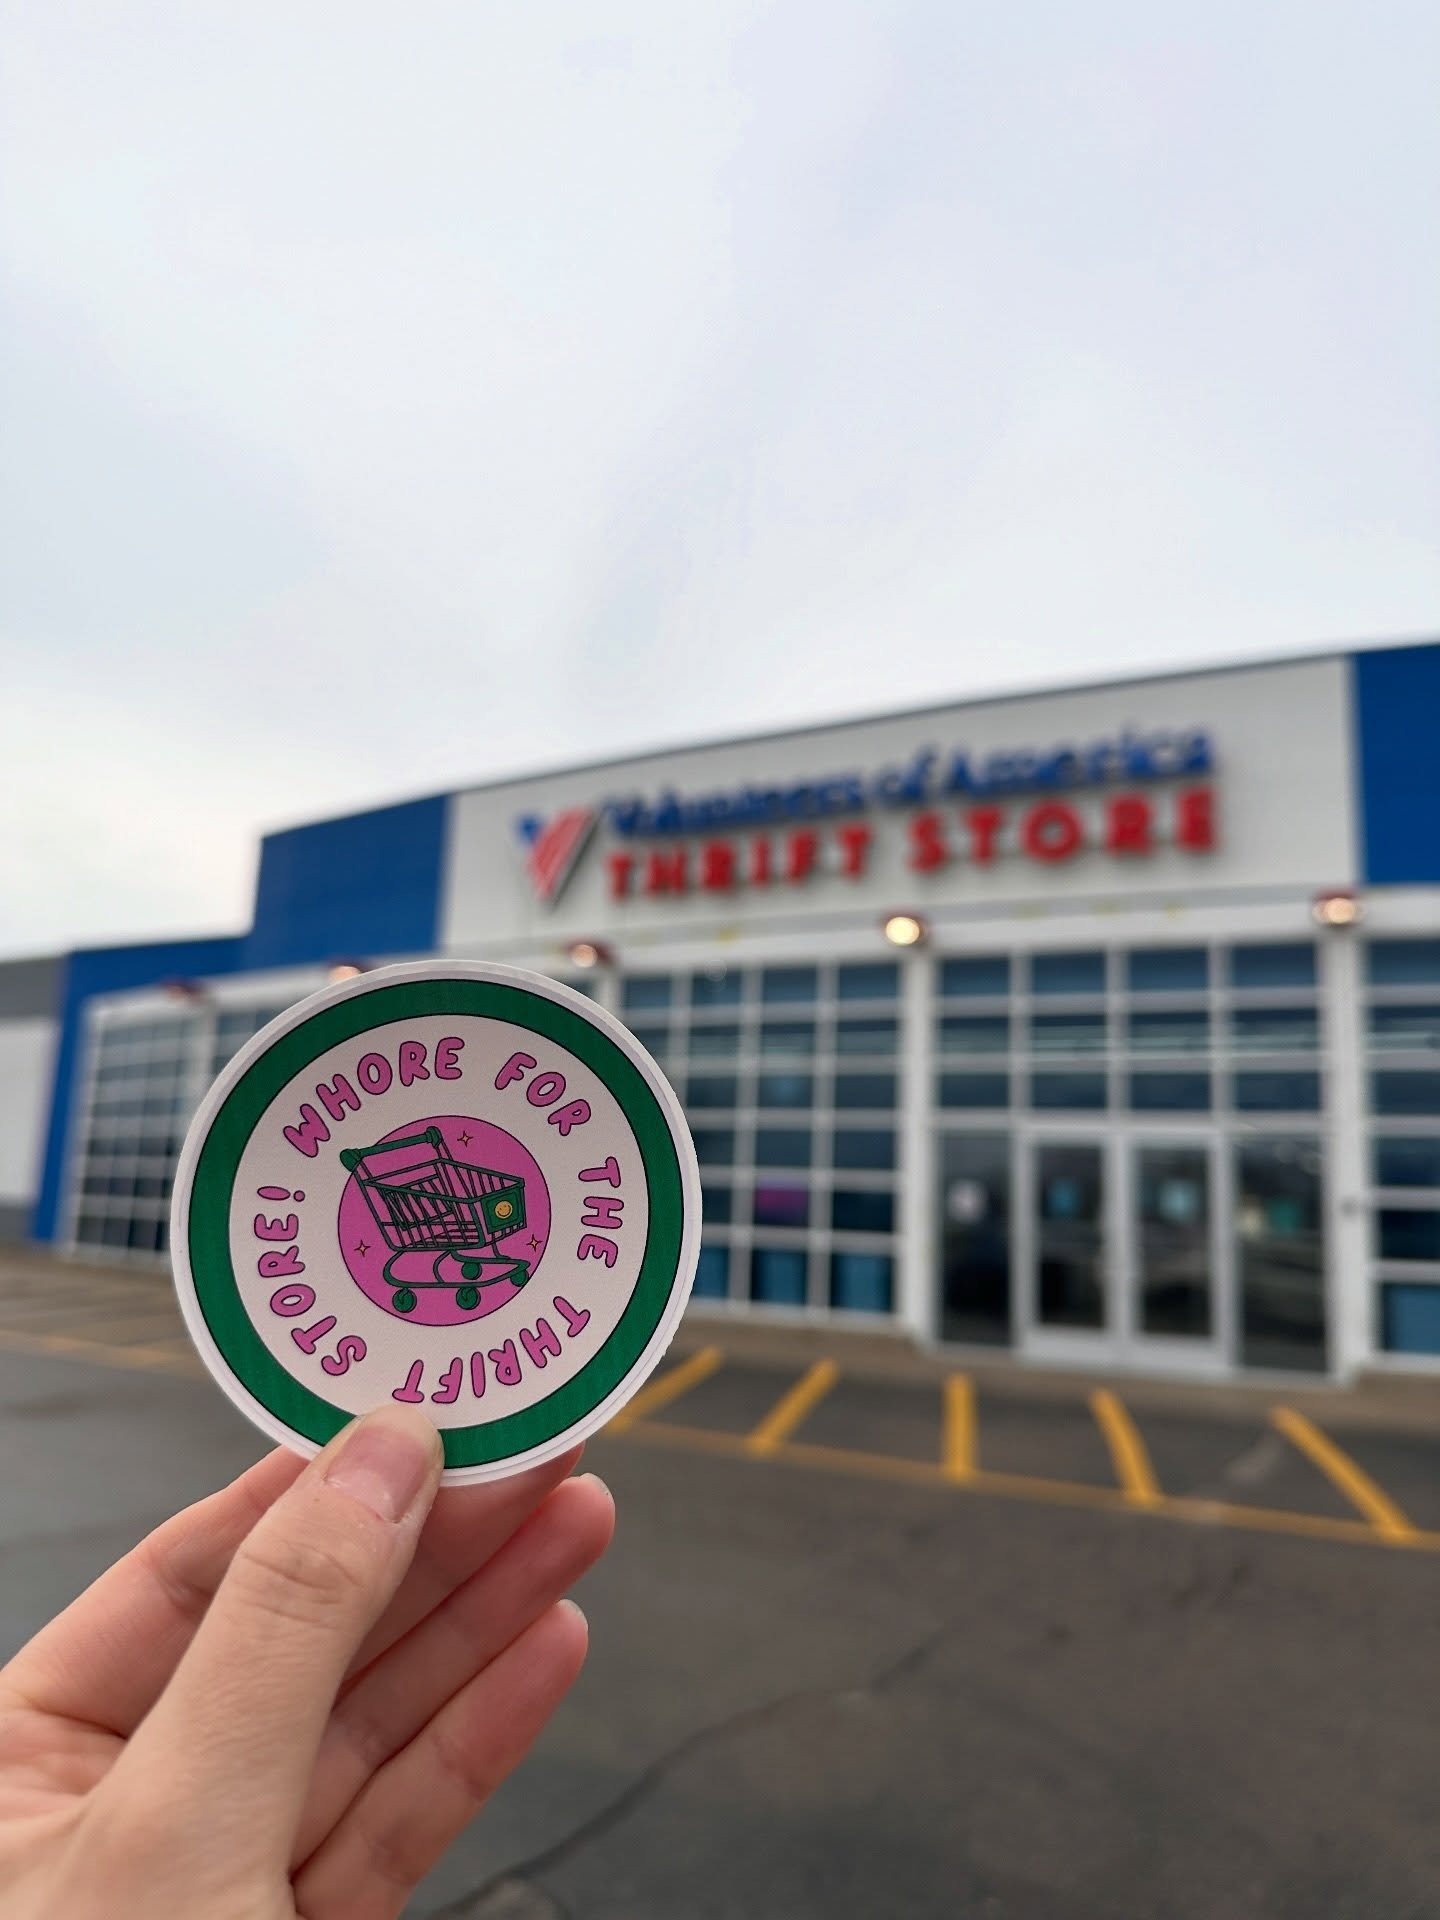 Volunteers of America
THRIFT STORE
WHORE FOR THE THRIFT STORE!